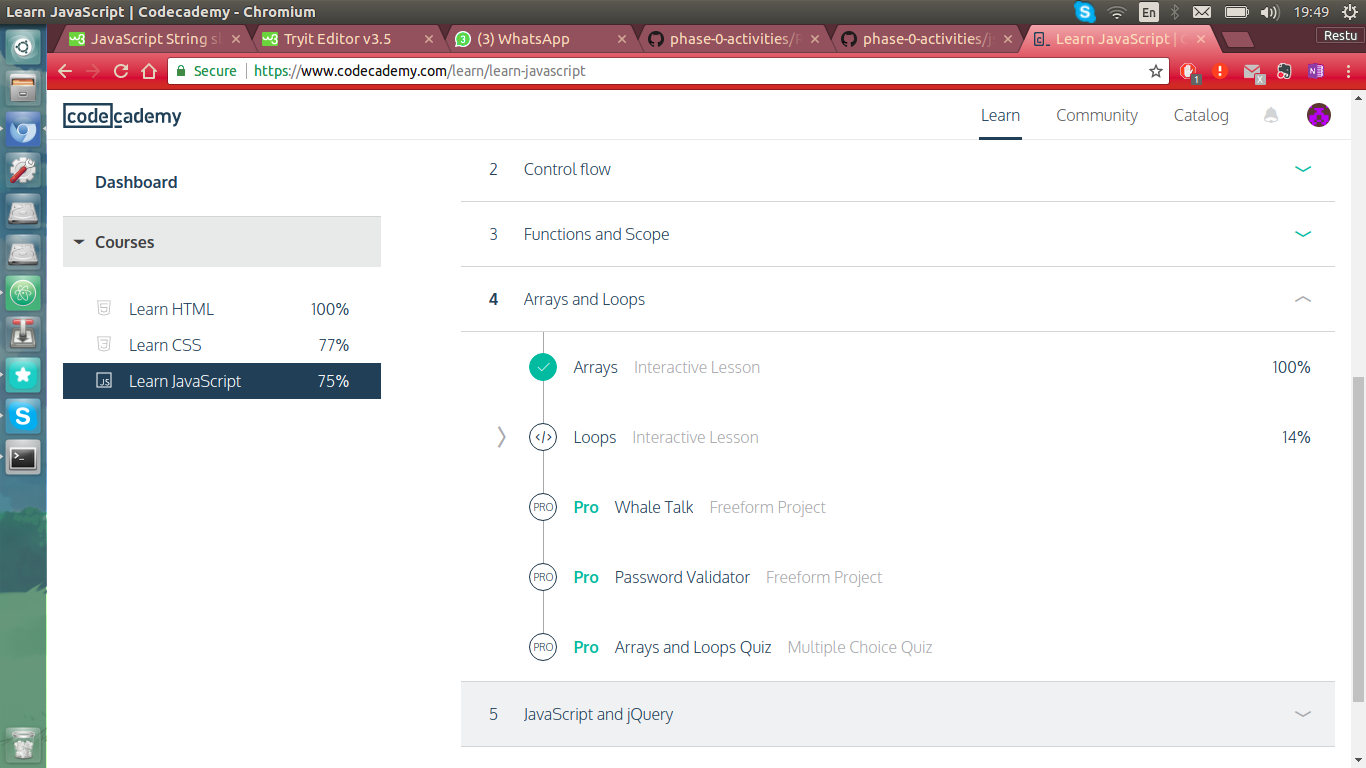 Learn JavaScript | Codecademy - Chromium
En
19:49
JavaScript String s
Tryit Editor v3.5
(3) WhatsApp
phase-0-activities/
phase-0-activities/
Learn JavaScript |
Restu
Secure
https://www.codecademy.com/learn/learn-javascript
1
codecademy
Learn
Community
Catalog
Dashboard
Courses
Learn HTML 100%
Learn CSS 77%
JS Learn JavaScript 75%
2 Control flow
3 Functions and Scope
4 Arrays and Loops
Arrays Interactive Lesson 100%
</> Loops Interactive Lesson 14%
PRO Pro Whale Talk Freeform Project
PRO Pro Password Validator Freeform Project
PRO Pro Arrays and Loops Quiz Multiple Choice Quiz
5 JavaScript and jQuery